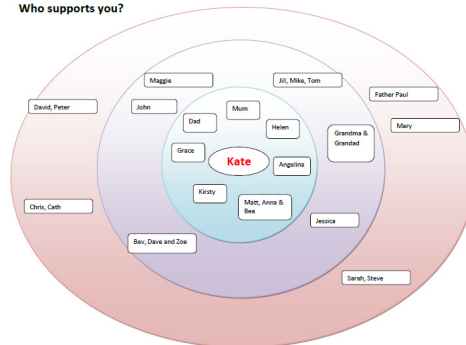 Who supports you?
Maggie
Jill, Mike, Tom
Father Paul
David, Peter
John
Mum
Dad
Helen
Mary
Grandma &
Grandad
Grace
Kate
Angelina
Kirsty
Matt, Anna &
Bea
Chris, Cath
Jessica
Bev, Dave and Zoe
Sarah, Steve